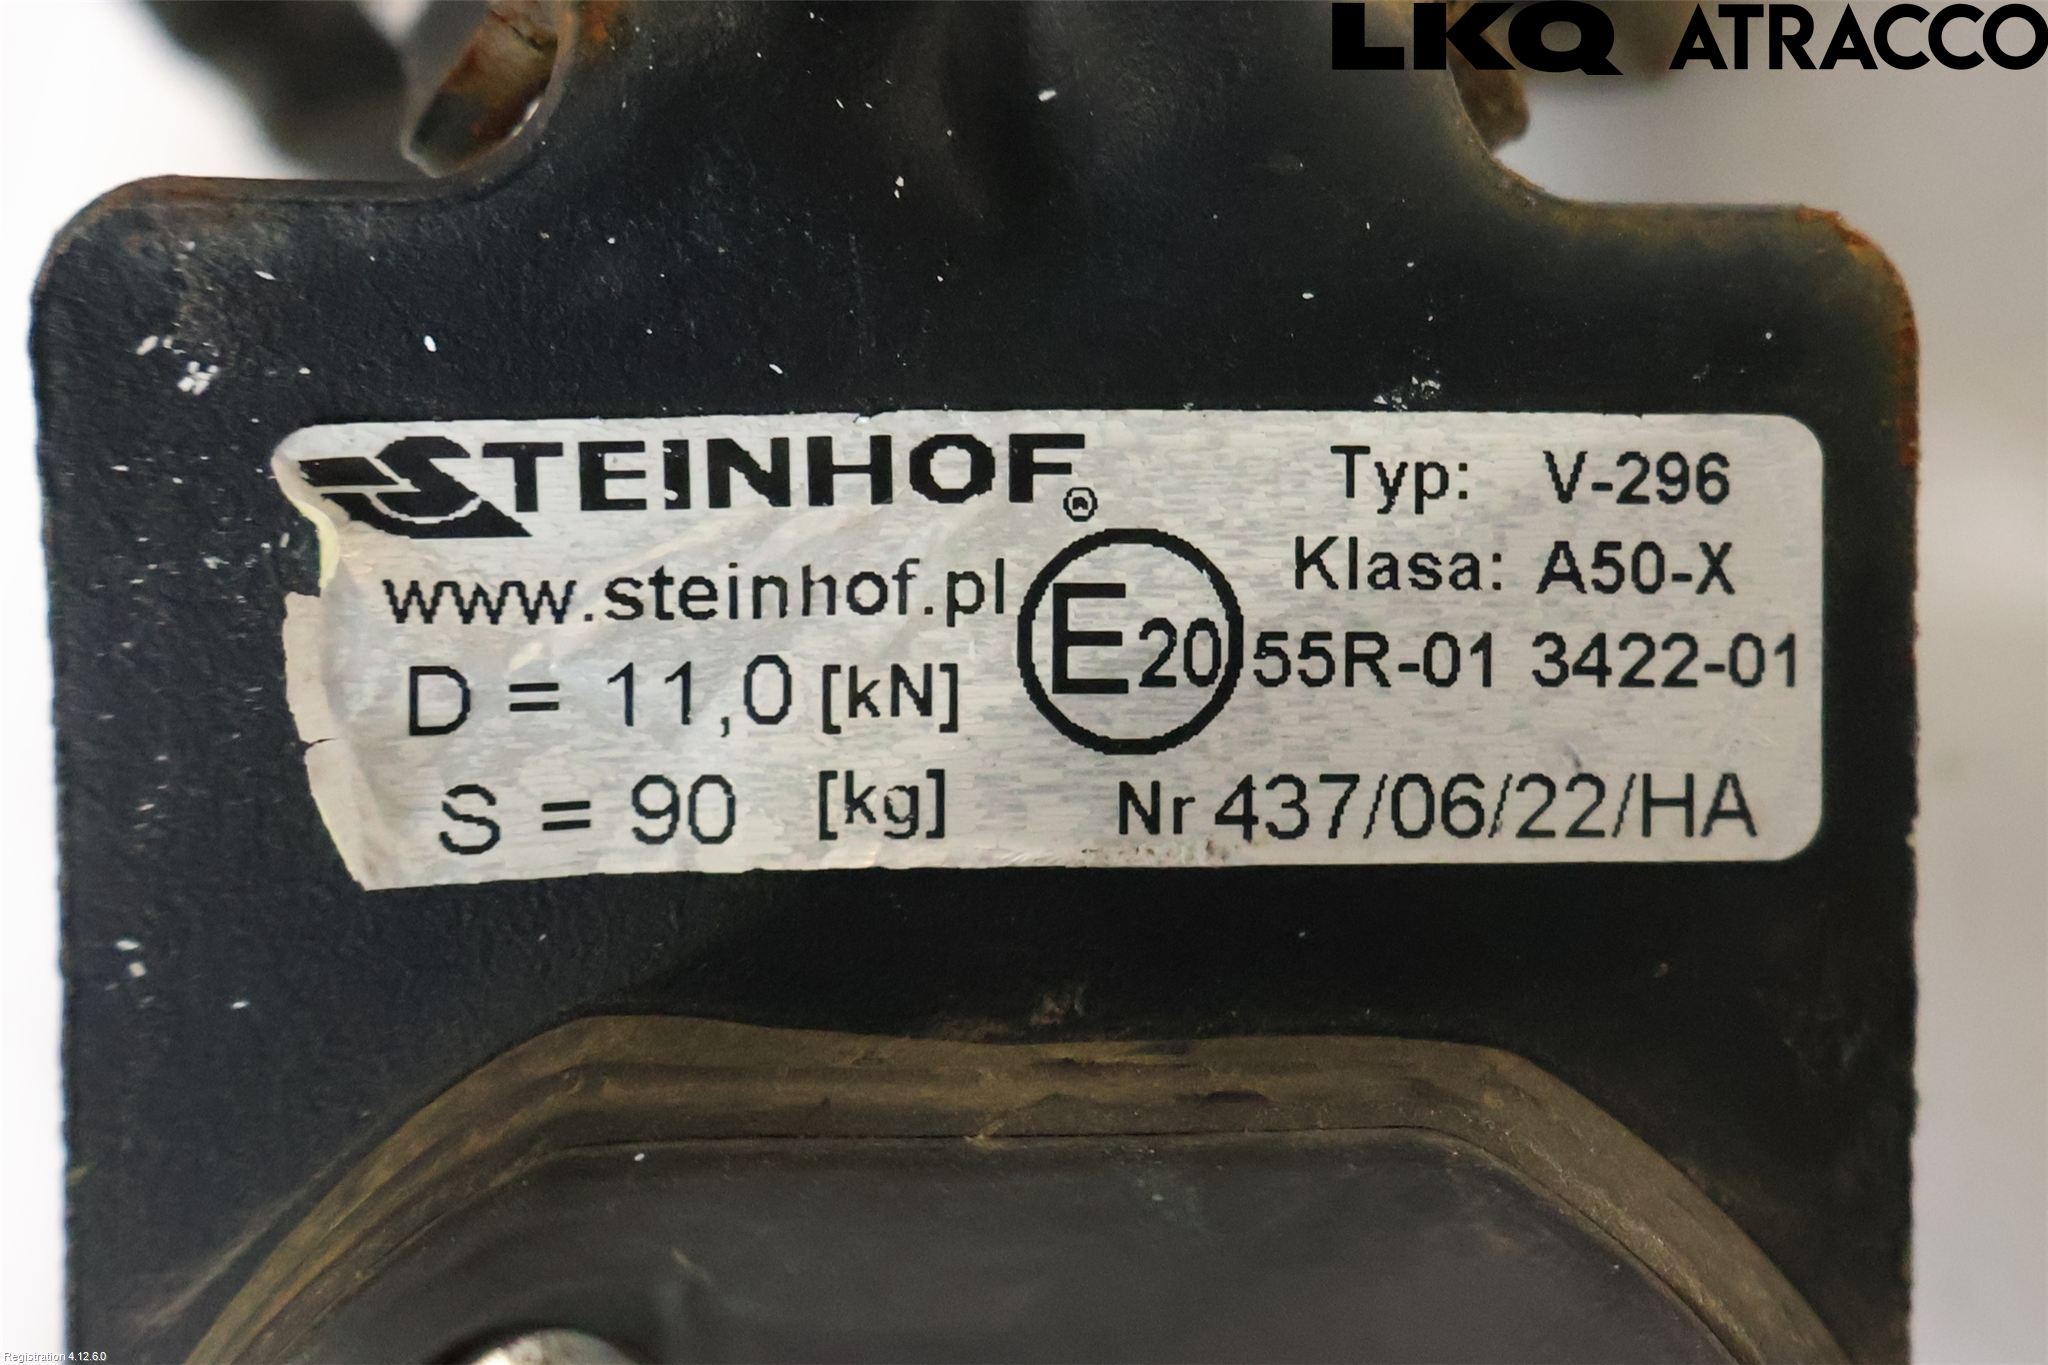 LKQ ATRACCO
STEINHOF®
www.steinhof.pl
D = 11,0 [kN]
S = 90 [kg]
Typ: V-296
Klasa: A50-X
E20 55R-01 3422-01
Nr 437/06/22/HA
Registration 4.12.6.0